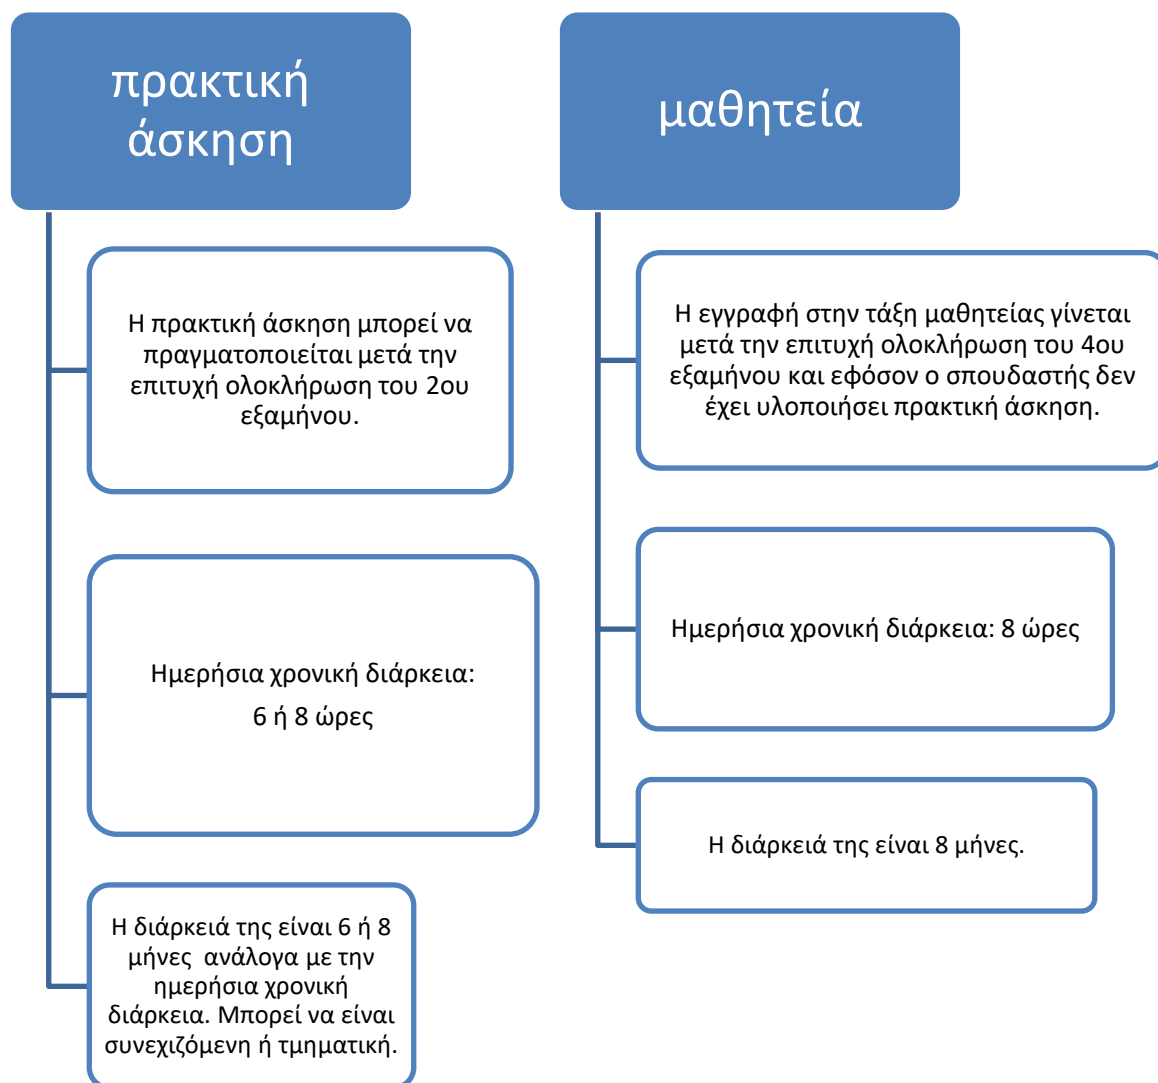 πρακτική
άσκηση
Η πρακτική άσκηση μπορεί να
πραγματοποιείται μετά την
επιτυχή ολοκλήρωση του 2ου
εξαμήνου.
Ημερήσια χρονική διάρκεια:
6 ή 8 ώρες
Η διάρκειά της είναι 6 ή 8
μήνες ανάλογα με την
ημερήσια χρονική
διάρκεια. Μπορεί να είναι
συνεχιζόμενη ή τμηματική.
μαθητεία
Η εγγραφή στην τάξη μαθητείας γίνεται
μετά την επιτυχή ολοκλήρωση του 4ου
εξαμήνου και εφόσον ο σπουδαστής δεν
έχει υλοποιήσει πρακτική άσκηση.
Ημερήσια χρονική διάρκεια: 8 ώρες
Η διάρκειά της είναι 8 μήνες.